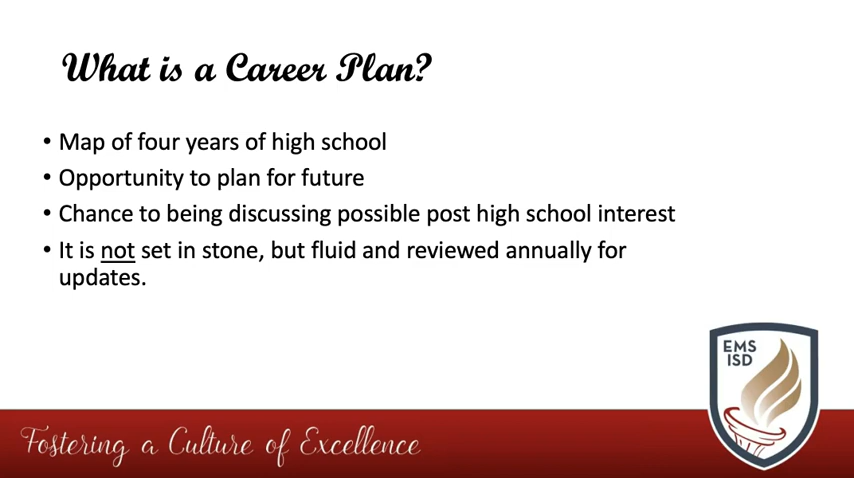 What is a Career Plan?
• Map of four years of high school
• Opportunity to plan for future
• Chance to being discussing possible post high school interest
• It is not set in stone, but fluid and reviewed annually for
updates.
EMS
ISD
Fostering a Culture of Excellence